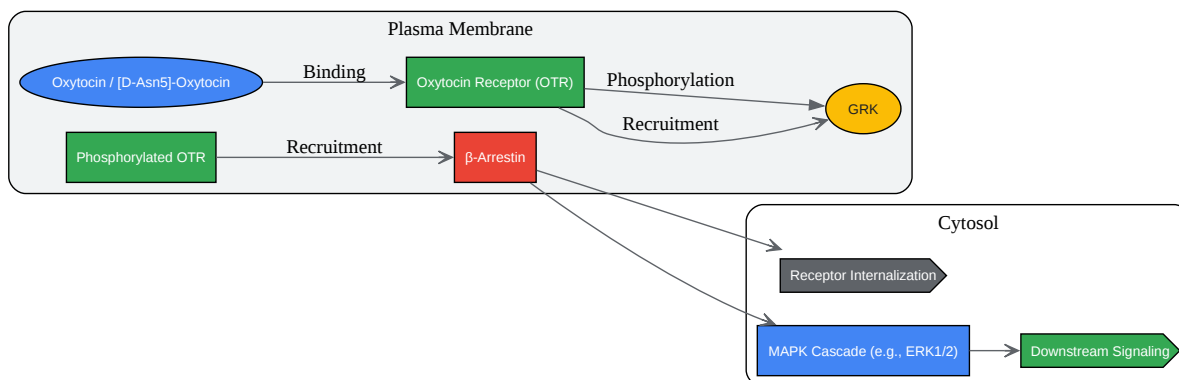 Plasma Membrane
Oxytocin / [D-Asn5]-Oxytocin
Binding
Oxytocin Receptor (OTR)
Phosphorylation
Recruitment
GRK
Phosphorylated OTR
Recruitment
β-Arrestin
Cytosol
Receptor Internalization
MAPK Cascade (e.g., ERK1/2)
Downstream Signaling